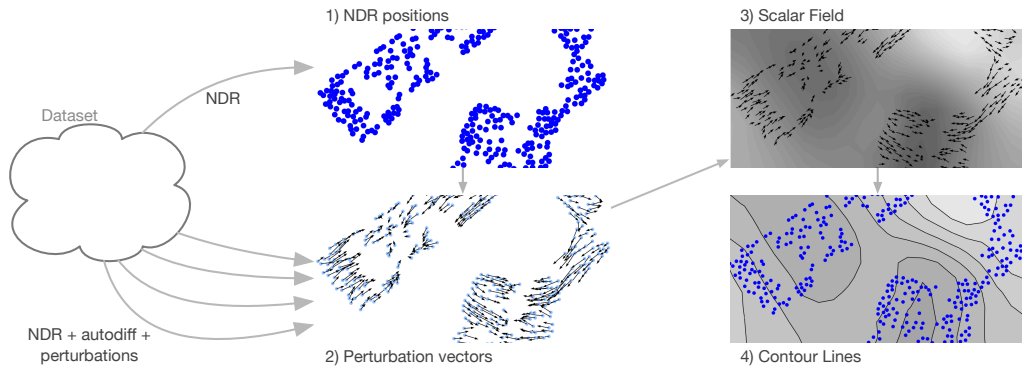 1) NDR positions
3) Scalar Field
NDR
Dataset
NDR + autodiff +
perturbations
2) Perturbation vectors
4) Contour Lines